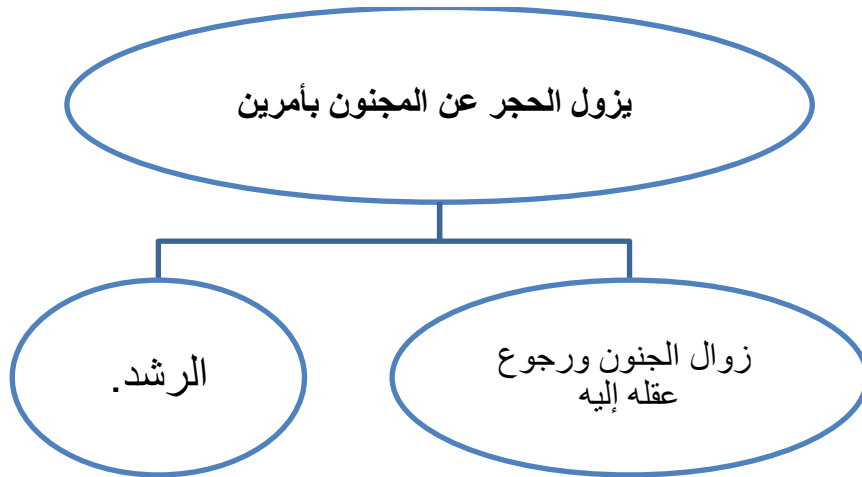 يزول الحجر عن المجنون بأمرين
زوال الجنون ورجوع
عقله إليه
الرشد.